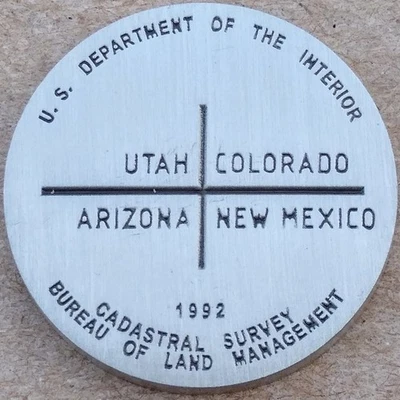 U.S. DEPARTMENT OF THE INTERIOR
UTAH COLORADO
ARIZONA NEW MEXICO
1992
CADASTRAL SURVEY
BUREAU OF LAND MANAGEMENT